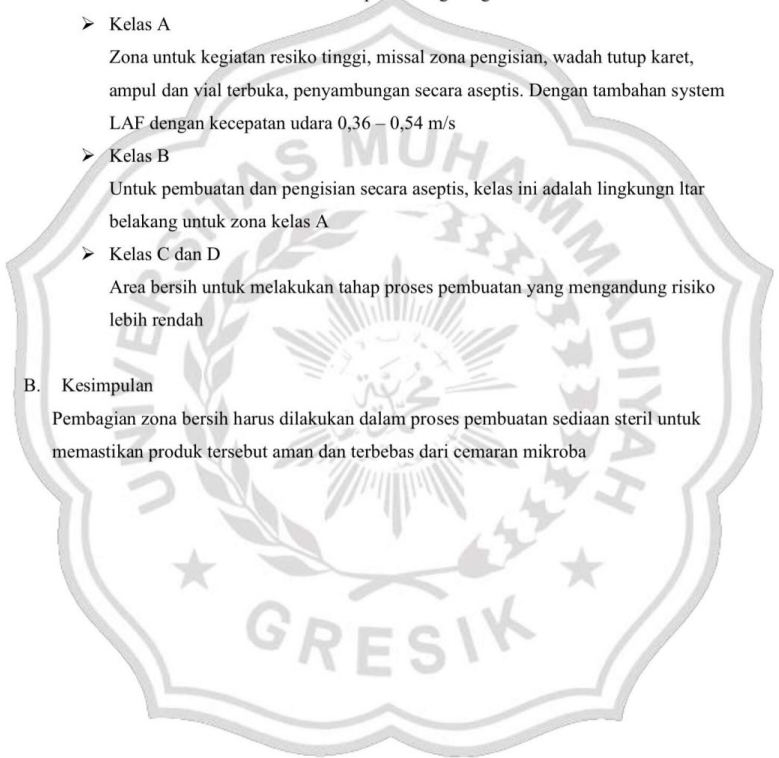 ➢ Kelas A
Zona untuk kegiatan resiko tinggi, missal zona pengisian, wadah tutup karet,
ampul dan vial terbuka, penyambungan secara aseptis. Dengan tambahan system
LAF dengan kecepatan udara 0,36 – 0,54 m/s
➢ Kelas B
Untuk pembuatan dan pengisian secara aseptis, kelas ini adalah lingkungn ltar
belakang untuk zona kelas A
➢ Kelas C dan D
Area bersih untuk melakukan tahap proses pembuatan yang mengandung risiko
lebih rendah
B. Kesimpulan
Pembagian zona bersih harus dilakukan dalam proses pembuatan sediaan steril untuk
memastikan produk tersebut aman dan terbebas dari cemaran mikroba
UNIVERSITAS MUHAMMADIYAH
GRESIK